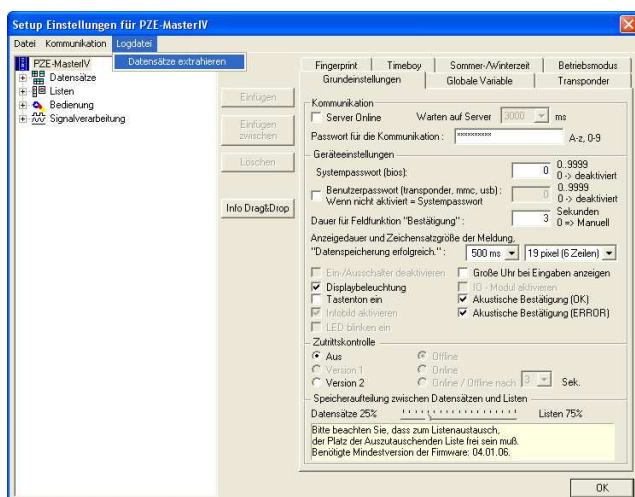 Setup Einstellungen für PZE-MasterIV
Datei Kommunikation Logdatei
Datensätze extrahieren
PZE-MasterIV
Datensätze
Listen
Bedienung
Signalverarbeitung
Einfügen
Einfügen
zwischen
Löschen
Info Drag&Drop
Fingerprint Timeboy Sommer-/Winterzeit Betriebsmodus
Grundeinstellungen Globale Variable Transponder
Kommunikation
Server Online Warten auf Server 3000 ms
Passwort für die Kommunikation : ********** A-z, 0-9
Geräteeinstellungen
Systempasswort (bios): 0 0..9999
0 -> deaktiviert
Benutzerpasswort (transponder, mmc, usb) : 0 0..9999
Wenn nicht aktiviert = Systempasswort 0 -> deaktiviert
Dauer für Feldfunktion "Bestätigung" : 3 Sekunden
0 => Manuell
Anzeigedauer und Zeichensatzgröße der Meldung,
"Datenspeicherung erfolgreich." : 500 ms 19 pixel (6 Zeilen)
Ein-/Ausschalter deaktivieren Große Uhr bei Eingaben anzeigen
Displaybeleuchtung IO - Modul aktivieren
Tastenton ein Akustische Bestätigung (OK)
Infobild aktivieren Akustische Bestätigung (ERROR)
LED blinken ein
Zutrittskontrolle
Aus Offline
Version 1 Online
Version 2 Online / Offline nach 3 Sek.
Speicheraufteilung zwischen Datensätzen und Listen
Datensätze 25% Listen 75%
Bitte beachten Sie, dass zum Listenaustausch,
der Platz der Auszutauschenden Liste frei sein muß.
Benötigte Mindestversion der Firmware: 04.01.06.
OK